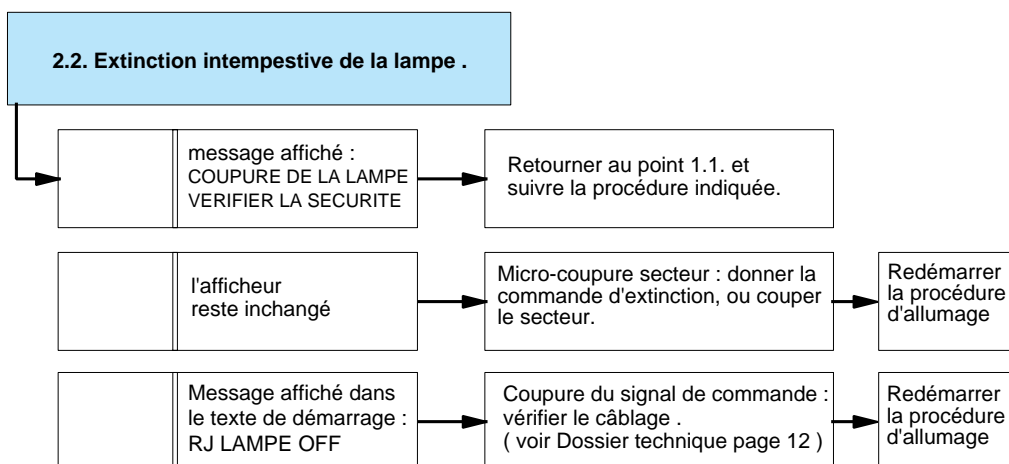 2.2. Extinction intempestive de la lampe .
message affiché :
COUPURE DE LA LAMPE
VERIFIER LA SECURITE
Retourner au point 1.1. et
suivre la procédure indiquée.
l'afficheur
reste inchangé
Micro-coupure secteur : donner la
commande d'extinction, ou couper
le secteur.
Redémarrer
la procédure
d'allumage
Message affiché dans
le texte de démarrage :
RJ LAMPE OFF
Coupure du signal de commande :
vérifier le câblage .
( voir Dossier technique page 12 )
Redémarrer
la procédure
d'allumage